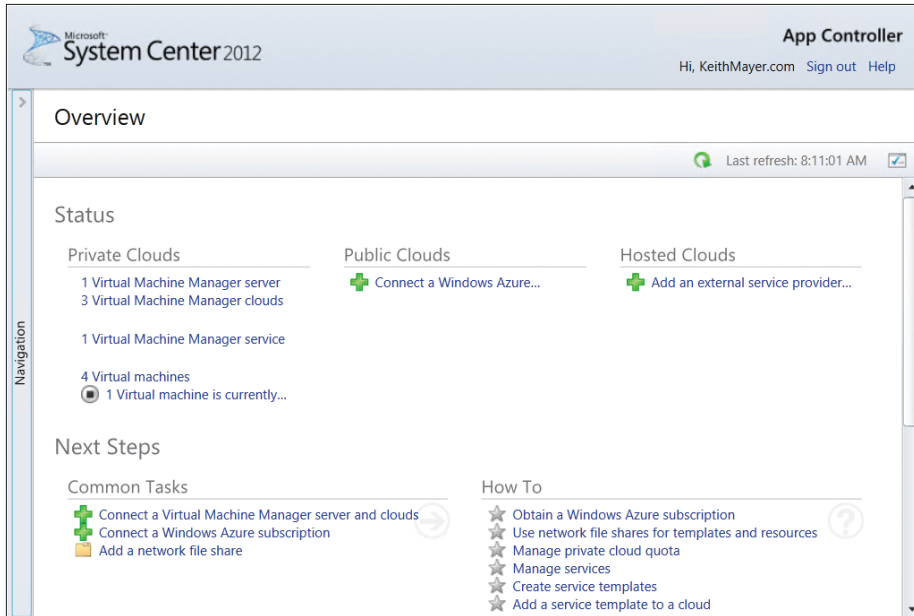 Microsoft®
System Center 2012
App Controller
Hi, KeithMayer.com Sign out Help
Navigation
Overview
Last refresh: 8:11:01 AM
Status
Private Clouds
1 Virtual Machine Manager server
3 Virtual Machine Manager clouds
1 Virtual Machine Manager service
4 Virtual machines
1 Virtual machine is currently...
Public Clouds
Connect a Windows Azure...
Hosted Clouds
Add an external service provider...
Next Steps
Common Tasks
Connect a Virtual Machine Manager server and clouds
Connect a Windows Azure subscription
Add a network file share
How To
Obtain a Windows Azure subscription
Use network file shares for templates and resources
Manage private cloud quota
Manage services
Create service templates
Add a service template to a cloud